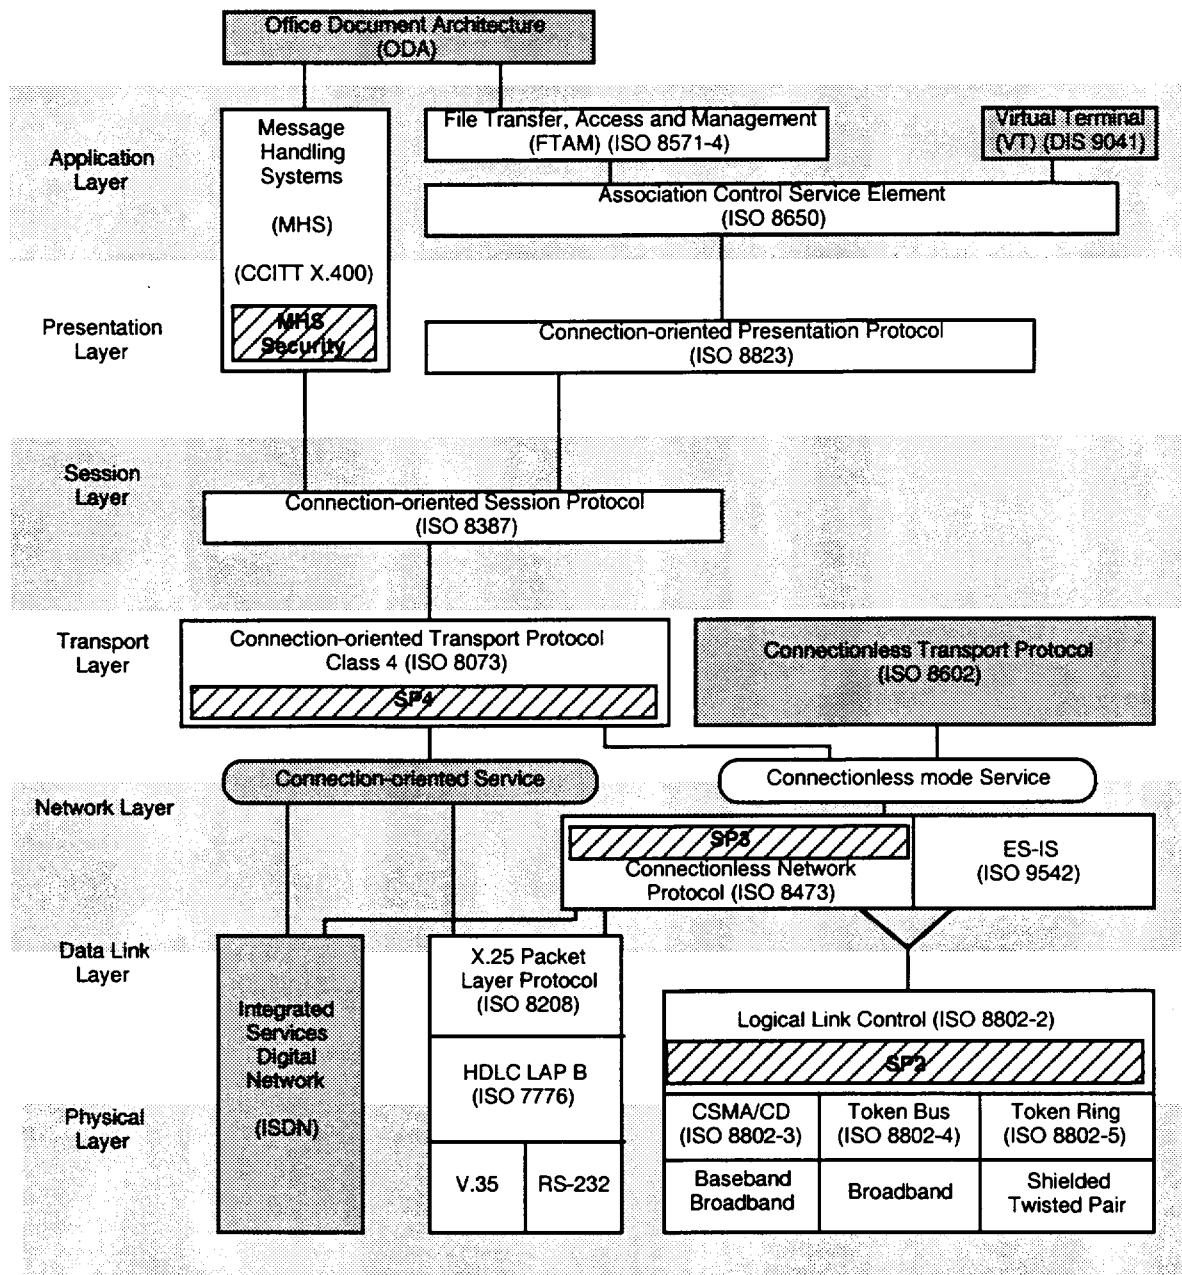 Office Document Architecture
(ODA)
Application
Layer
Message
Handling
Systems
(MHS)
(CCITT X.400)
MHS
Security
File Transfer, Access and Management
(FTAM) (ISO 8571-4)
Virtual Terminal
(VT) (DIS 9041)
Association Control Service Element
(ISO 8650)
Presentation
Layer
Connection-oriented Presentation Protocol
(ISO 8823)
Session
Layer
Connection-oriented Session Protocol
(ISO 8387)
Transport
Layer
Connection-oriented Transport Protocol
Class 4 (ISO 8073)
SP4
Connectionless Transport Protocol
(ISO 8602)
Connection-oriented Service
Connectionless mode Service
Network Layer
SP3
Connectionless Network
Protocol (ISO 8473)
ES-IS
(ISO 9542)
Data Link
Layer
Integrated
Services
Digital
Network
(ISDN)
X.25 Packet
Layer Protocol
(ISO 8208)
HDLC LAP B
(ISO 7776)
V.35
RS-232
Logical Link Control (ISO 8802-2)
SP2
Physical
Layer
CSMA/CD
(ISO 8802-3)
Token Bus
(ISO 8802-4)
Token Ring
(ISO 8802-5)
Baseband
Broadband
Broadband
Shielded
Twisted Pair